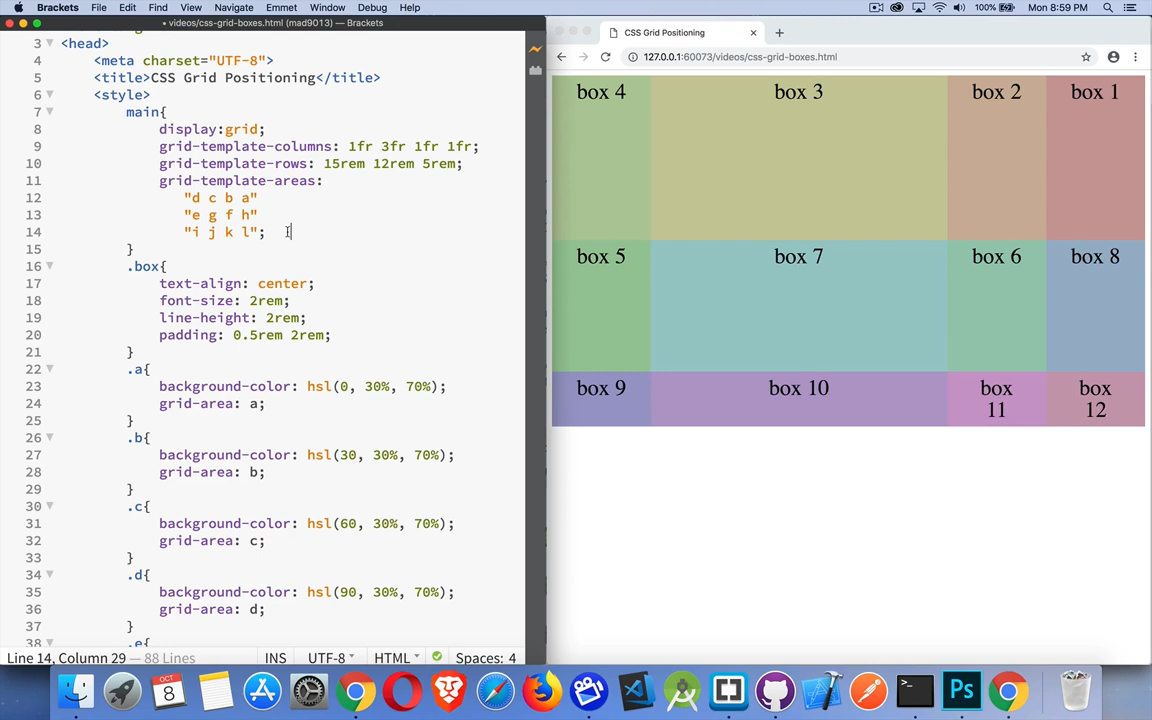 Brackets File Edit Find View Navigate Emmet Window Debug Help 100% Mon 8:59 PM
• videos/css-grid-boxes.html (mad9013) — Brackets
CSS Grid Positioning
127.0.0.1:60073/videos/css-grid-boxes.html
3 <head>
4 <meta charset="UTF-8">
5 <title>CSS Grid Positioning</title>
6 <style>
7 main{
8 display:grid;
9 grid-template-columns: 1fr 3fr 1fr 1fr;
10 grid-template-rows: 15rem 12rem 5rem;
11 grid-template-areas:
12 "d c b a"
13 "e g f h"
14 "i j k l";
15 }
16 .box{
17 text-align: center;
18 font-size: 2rem;
19 line-height: 2rem;
20 padding: 0.5rem 2rem;
21 }
22 .a{
23 background-color: hsl(0, 30%, 70%);
24 grid-area: a;
25 }
26 .b{
27 background-color: hsl(30, 30%, 70%);
28 grid-area: b;
29 }
30 .c{
31 background-color: hsl(60, 30%, 70%);
32 grid-area: c;
33 }
34 .d{
35 background-color: hsl(90, 30%, 70%);
36 grid-area: d;
37 }
38 .e{
Line 14, Column 29 — 88 Lines INS UTF-8 HTML Spaces: 4
box 4 box 3 box 2 box 1
box 5 box 7 box 6 box 8
box 9 box 10 box 11 box 12
OCT
8
Ps